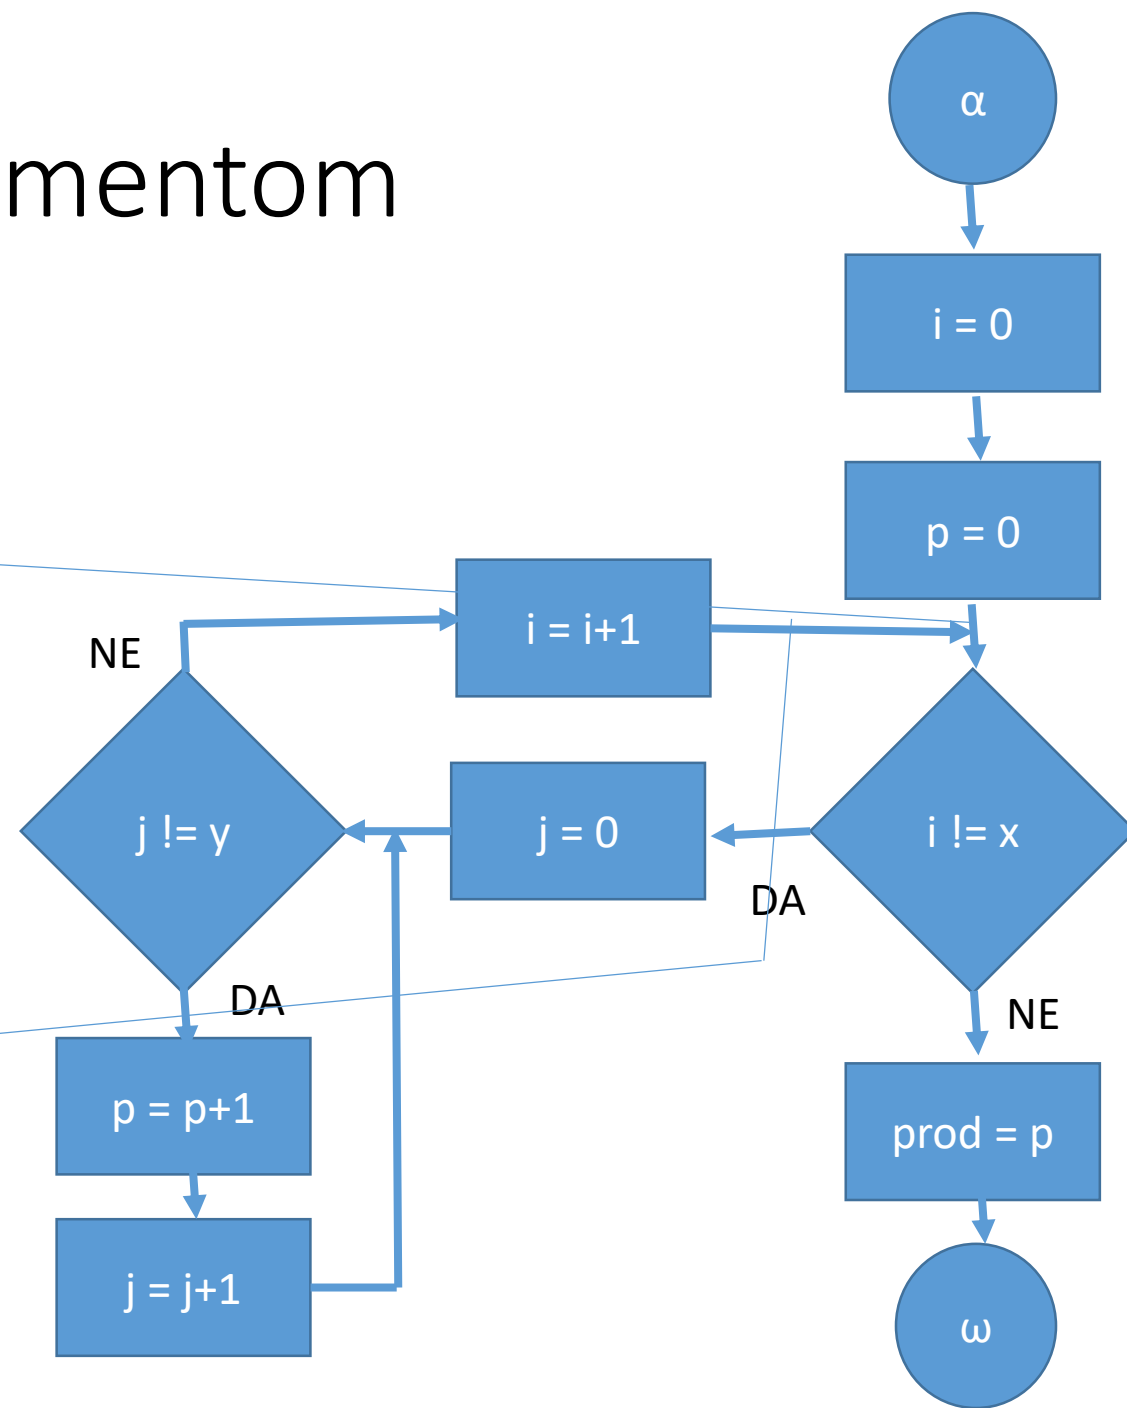 mentom
α
i = 0
p = 0
i = i+1
NE
j != y
j = 0
i != x
DA
DA
NE
p = p+1
prod = p
j = j+1
ω